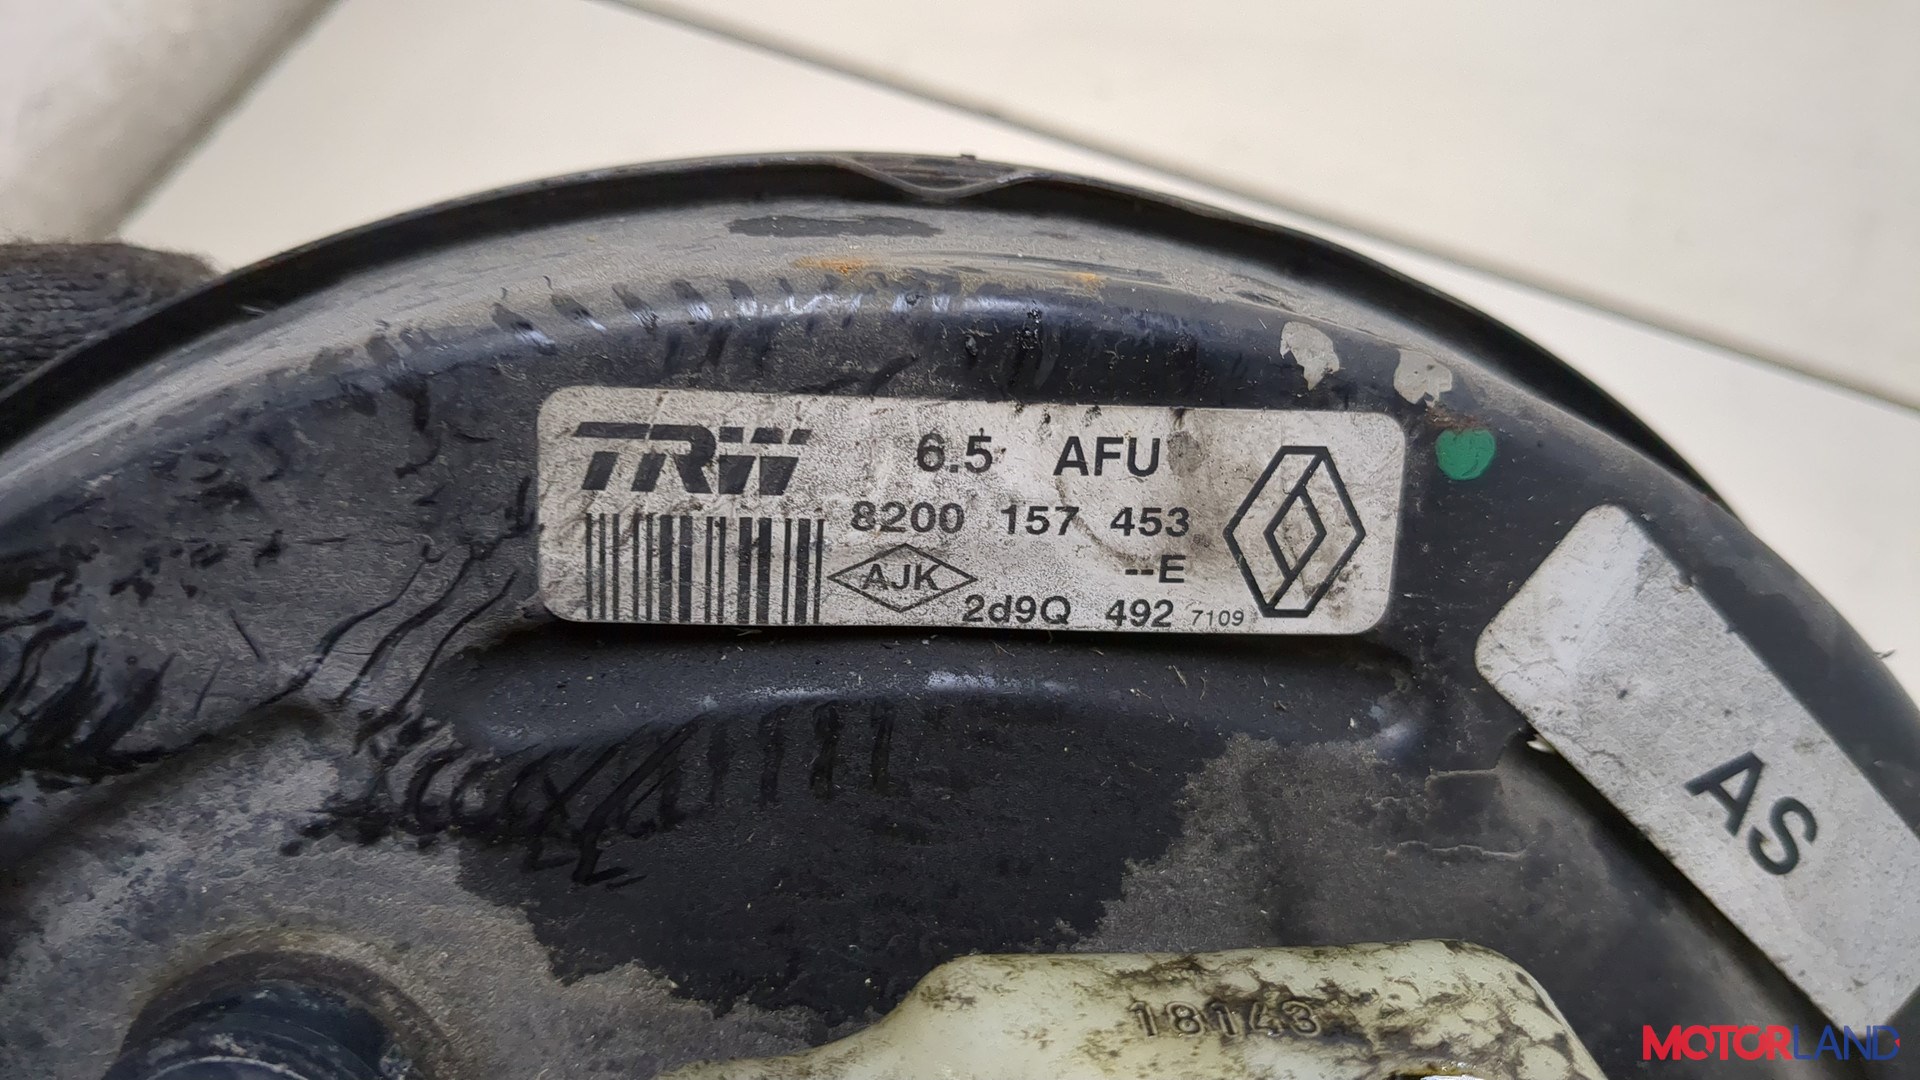 TRW 6.5 AFU
8200 157 453
AJK --E
2d9Q 492 7109
AS
18143
MOTORLAND